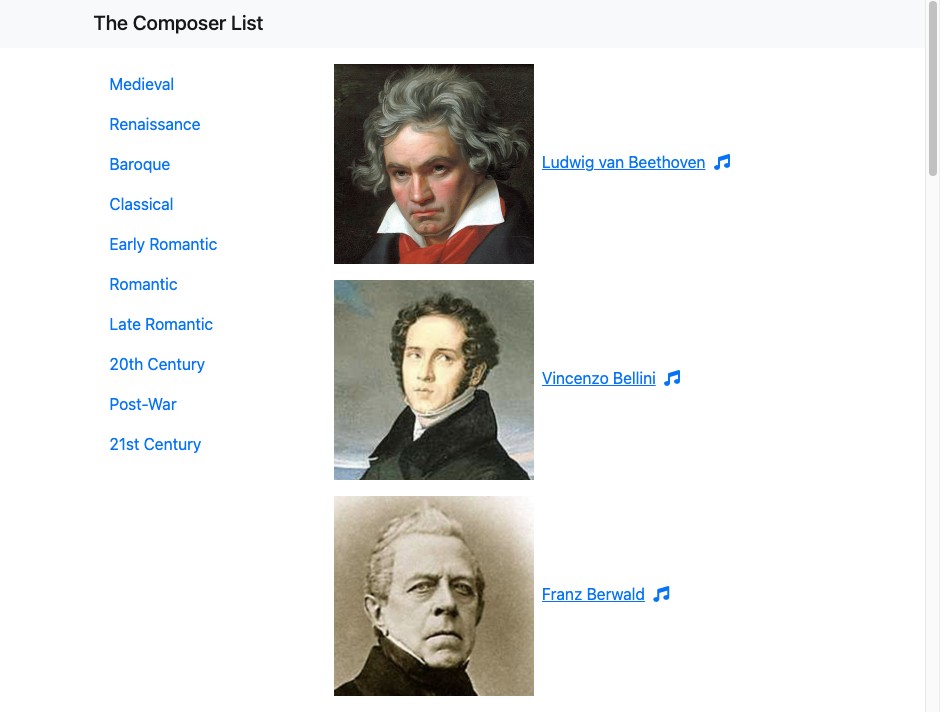 The Composer List
Medieval
Renaissance
Baroque
Classical
Early Romantic
Romantic
Late Romantic
20th Century
Post-War
21st Century
Ludwig van Beethoven
Vincenzo Bellini
Franz Berwald